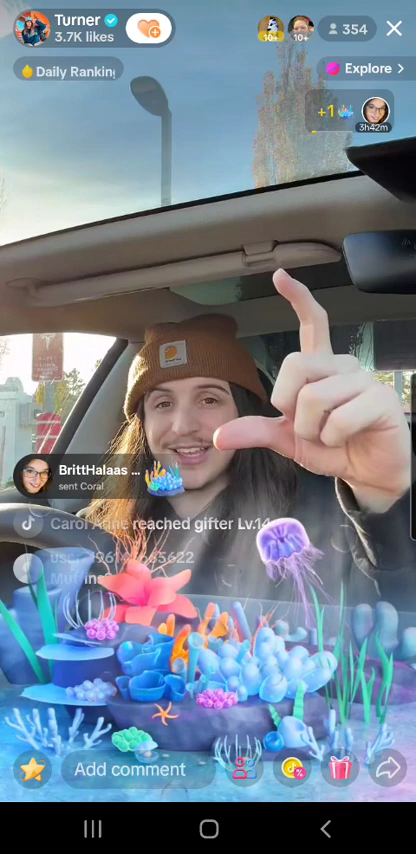 Turner
3.7K likes
10+
10+
354
Daily Ranking
Explore >
+1
3h42m
BrittHalaas ...
sent Coral
Carol Anne reached gifter Lv.14
Add comment